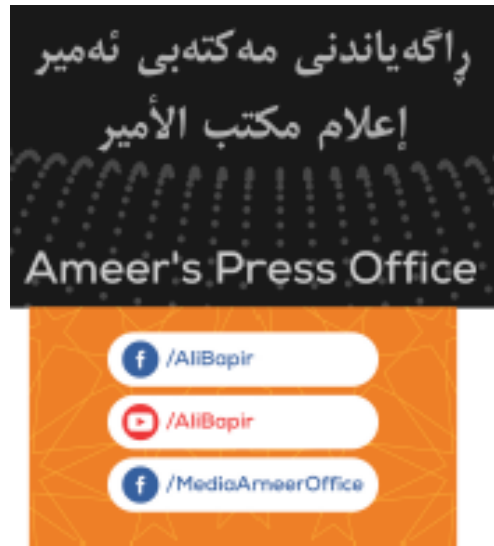 ڕاگەیاندنی مەکتەبی ئەمیر
إعلام مكتب الأمير
Ameer's Press Office
/AliBapir
/AliBapir
/MediaAmeerOffice